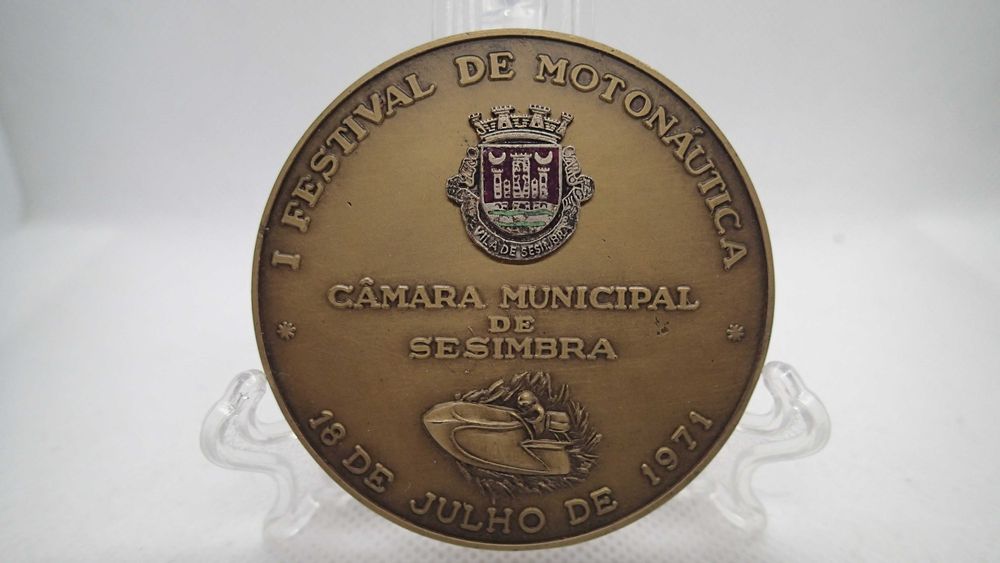 I FESTIVAL DE MOTONÁUTICA
VILA DE SESIMBRA
CÂMARA MUNICIPAL
DE
SESIMBRA
18 DE JULHO DE 1971